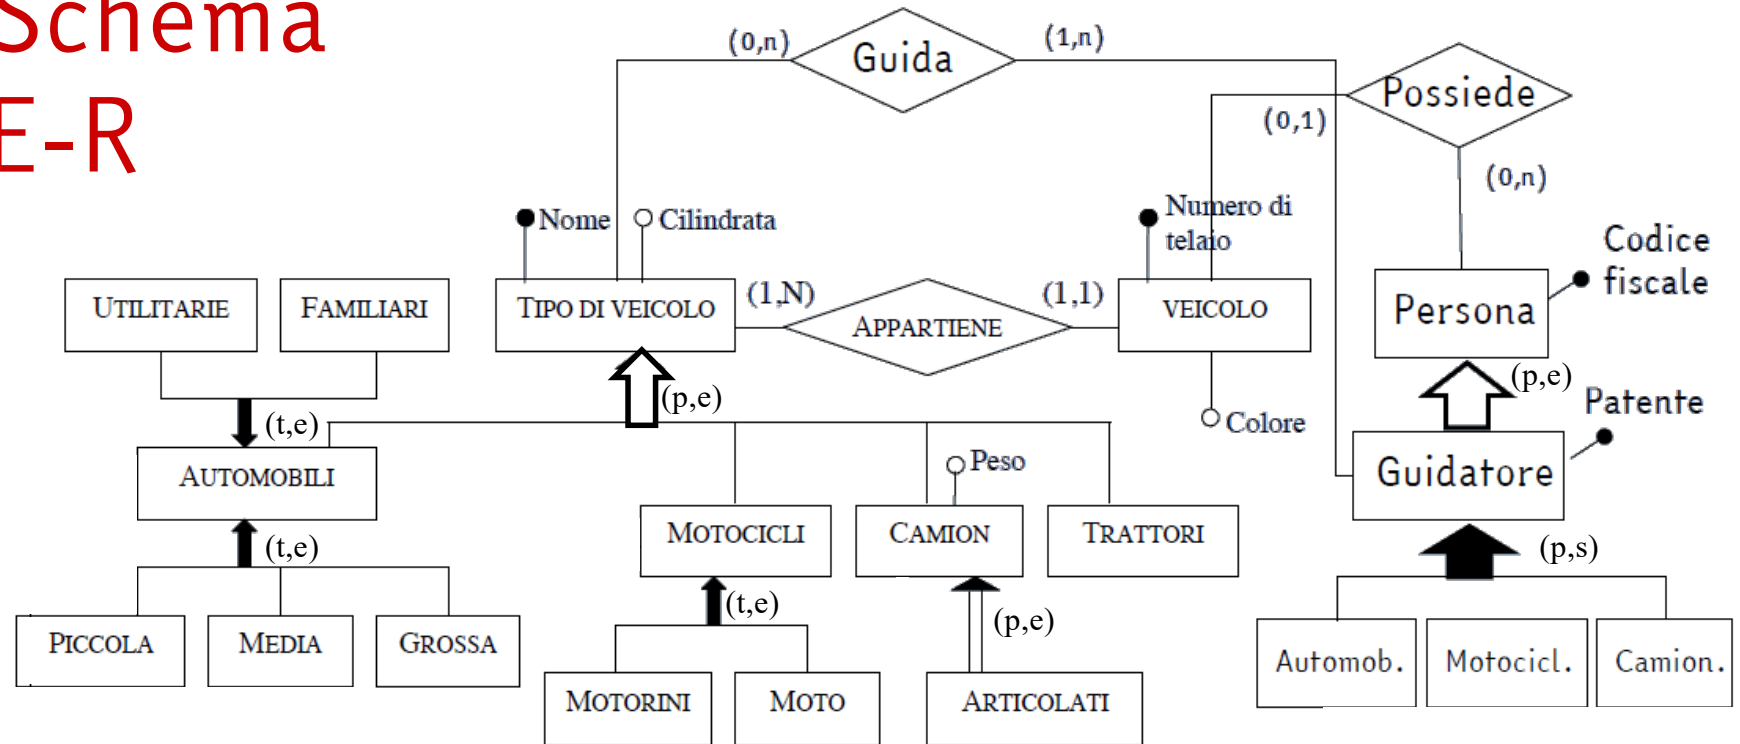 Schema
E-R
(0,n)
Guida
(1,n)
Possiede
(0,1)
(0,n)
Nome
Cilindrata
Numero di
telaio
Codice
fiscale
UTILITARIE
FAMILIARI
TIPO DI VEICOLO
(1,N)
APPARTIENE
(1,1)
VEICOLO
Persona
(t,e)
(p,e)
Colore
(p,e)
Patente
AUTOMOBILI
Peso
Guidatore
(t,e)
MOTOCICLI
CAMION
TRATTORI
(p,s)
PICCOLA
MEDIA
GROSSA
(t,e)
(p,e)
Automob.
Motocicl.
Camion.
MOTORINI
MOTO
ARTICOLATI